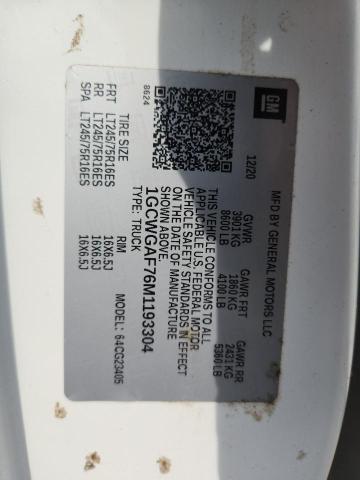 GM
MFD BY GENERAL MOTORS LLC
12/20
GVWR GAWR FRT GAWR RR
3901 KG 1860 KG 2431 KG
8600 LB 4100 LB 5360 LB
THIS VEHICLE CONFORMS TO ALL
APPLICABLE U.S. FEDERAL MOTOR
VEHICLE SAFETY STANDARDS IN EFFECT
ON THE DATE OF MANUFACTURE
SHOWN ABOVE.
1GCWGAF76M1193304
TYPE: TRUCK
8624
MODEL: 64CG23405
TIRE SIZE RIM
FRT LT245/75R16ES 16X6.5J
RR LT245/75R16ES 16X6.5J
SPA LT245/75R16ES 16X6.5J